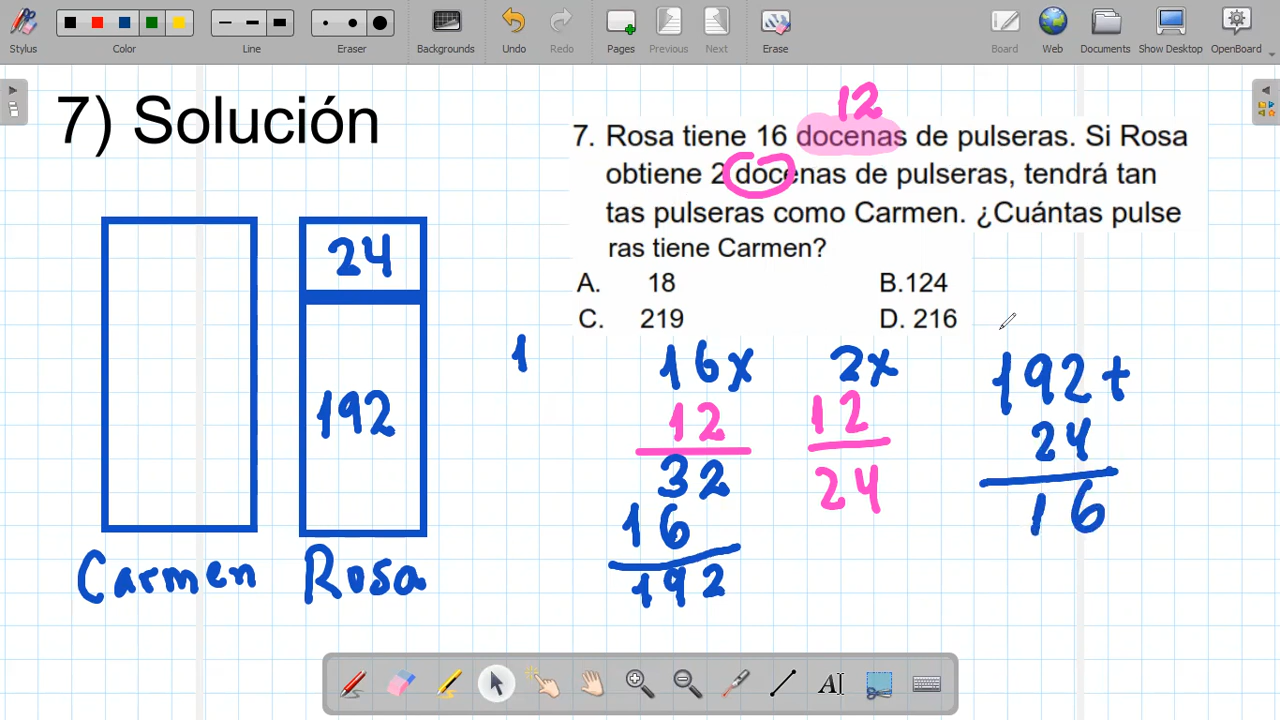 Stylus
Color
Line
Eraser
Backgrounds
Undo
Redo
Pages
Previous
Next
Erase
Board
Web
Documents
Show Desktop
OpenBoard
7) Solución
12
7. Rosa tiene 16 docenas de pulseras. Si Rosa
obtiene 2 docenas de pulseras, tendrá tan
tas pulseras como Carmen. ¿Cuántas pulse
ras tiene Carmen?
A. 18
B.124
C. 219
D. 216
24
192
Carmen
Rosa
1
16x
12
32
16
192
2x
12
24
192+
24
16
AI